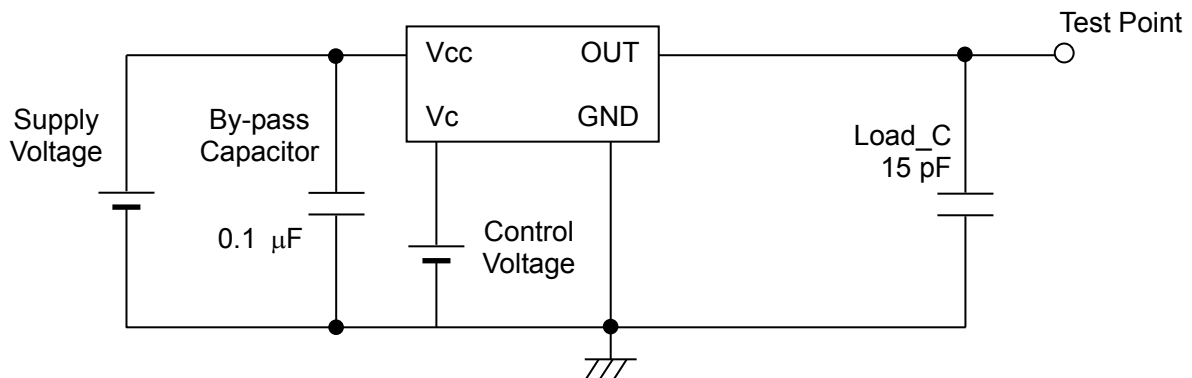 Test Point
Vcc OUT
Vc GND
Supply
Voltage
By-pass
Capacitor
0.1 μF
Control
Voltage
Load_C
15 pF